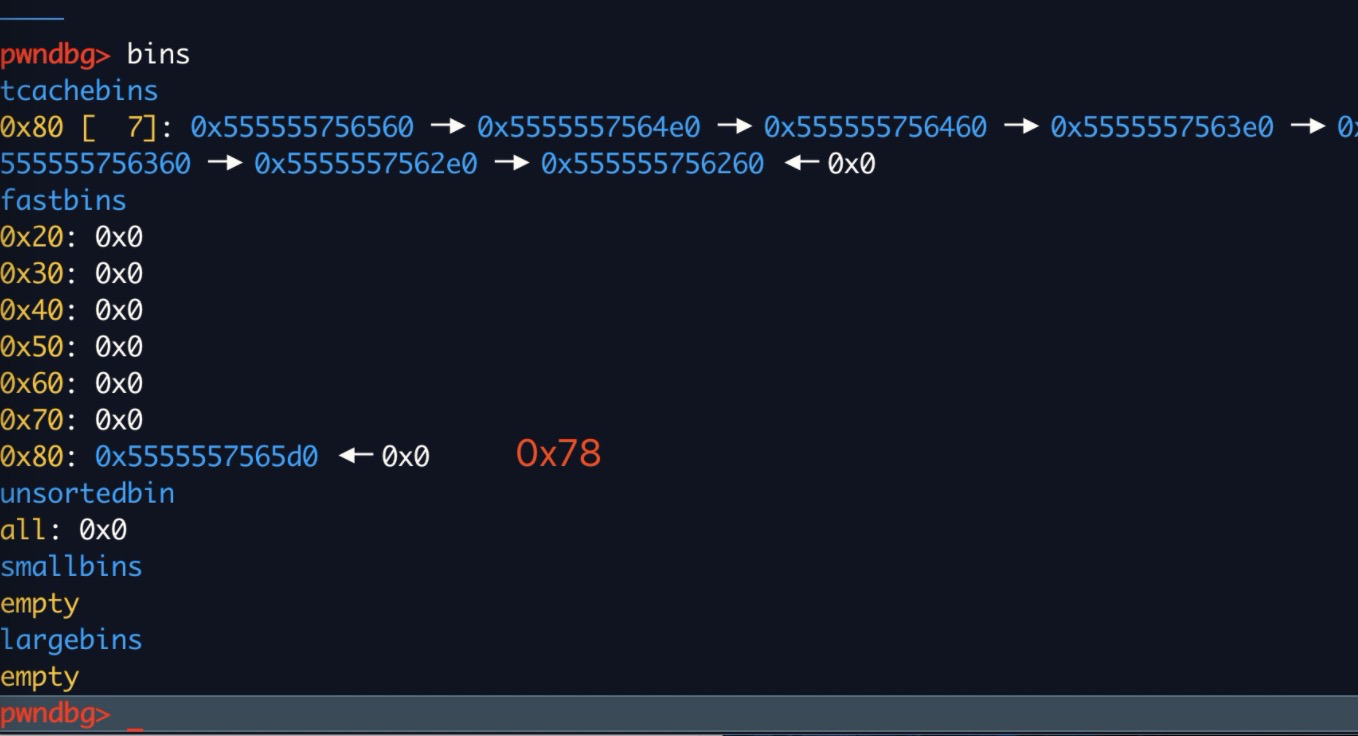 pwndbg> bins
tcachebins
0x80 [  7]: 0x555555756560 —▸ 0x5555557564e0 —▸ 0x555555756460 —▸ 0x5555557563e0 —▸ 0x
555555756360 —▸ 0x5555557562e0 —▸ 0x555555756260 ◂— 0x0
fastbins
0x20: 0x0
0x30: 0x0
0x40: 0x0
0x50: 0x0
0x60: 0x0
0x70: 0x0
0x80: 0x5555557565d0 ◂— 0x0 0x78
unsortedbin
all: 0x0
smallbins
empty
largebins
empty
pwndbg> _